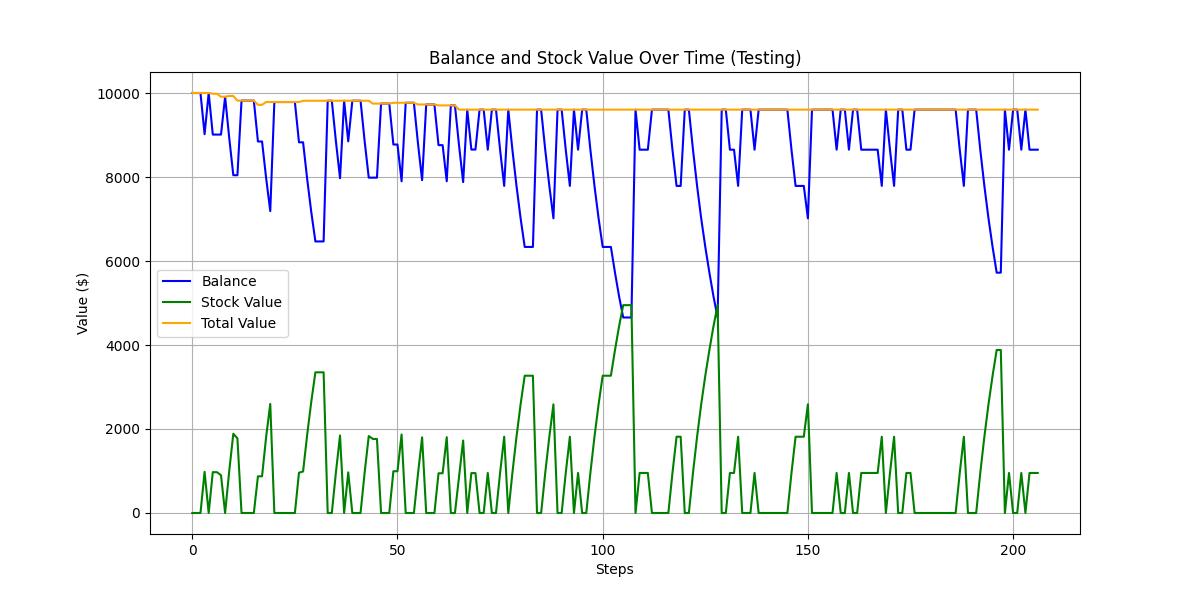 Balance and Stock Value Over Time (Testing)
Value ($)
10000
8000
6000
4000
2000
0
Balance
Stock Value
Total Value
0
50
100
150
200
Steps